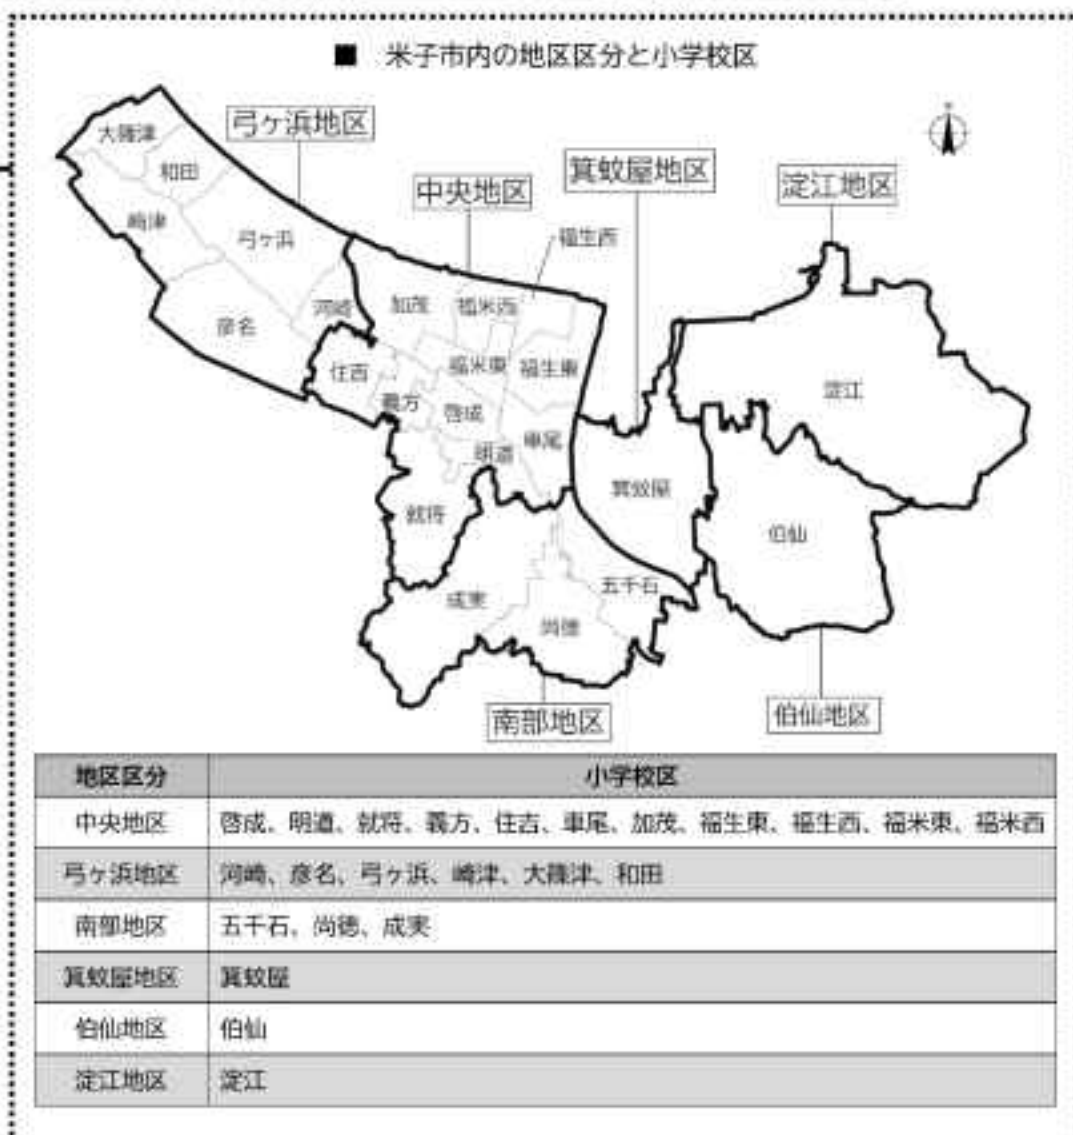 ■ 米子市内の地区区分と小学校区
弓ヶ浜地区
中央地区
箕蚊屋地区
淀江地区
大篠津
和田
崎津
弓ヶ浜
彦名
河崎
加茂
福米西
福生西
住吉
福米東
福生東
義方
啓成
車尾
明道
就将
箕蚊屋
淀江
伯仙
成実
五千石
尚徳
南部地区
伯仙地区
地区区分 小学校区
中央地区 啓成、明道、就将、義方、住吉、車尾、加茂、福生東、福生西、福米東、福米西
弓ヶ浜地区 河崎、彦名、弓ヶ浜、崎津、大篠津、和田
南部地区 五千石、尚徳、成実
箕蚊屋地区 箕蚊屋
伯仙地区 伯仙
淀江地区 淀江